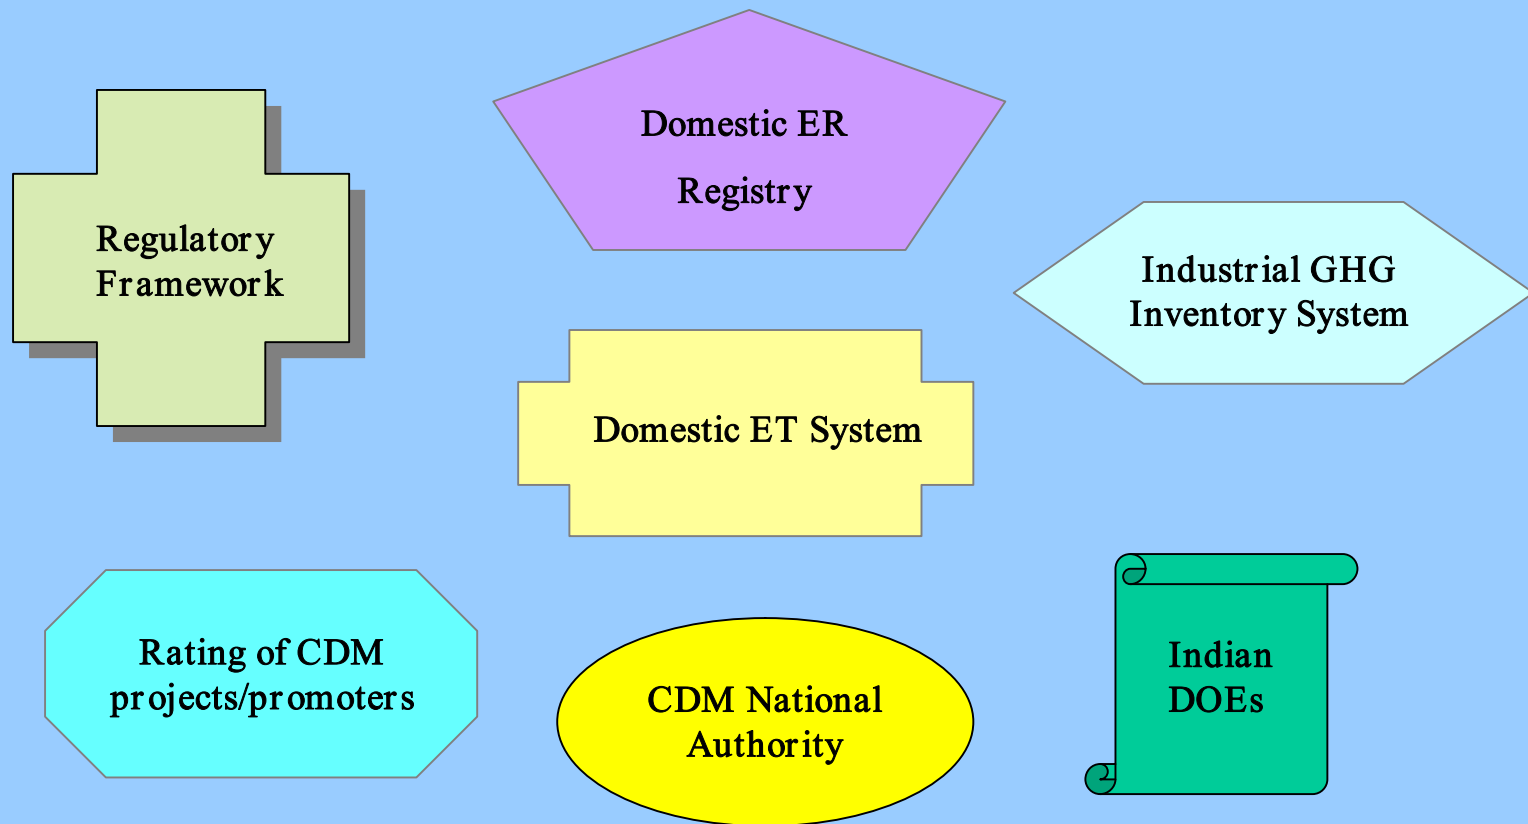 Domestic ER
Registry
Regulatory
Framework
Industrial GHG
Inventory System
Domestic ET System
Rating of CDM
projects/promoters
CDM National
Authority
Indian
DOEs